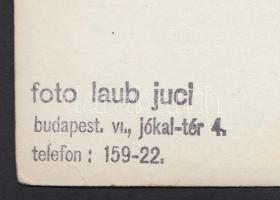 foto laub juci
budapest. vi., jókai-tér 4.
telefon: 159-22.